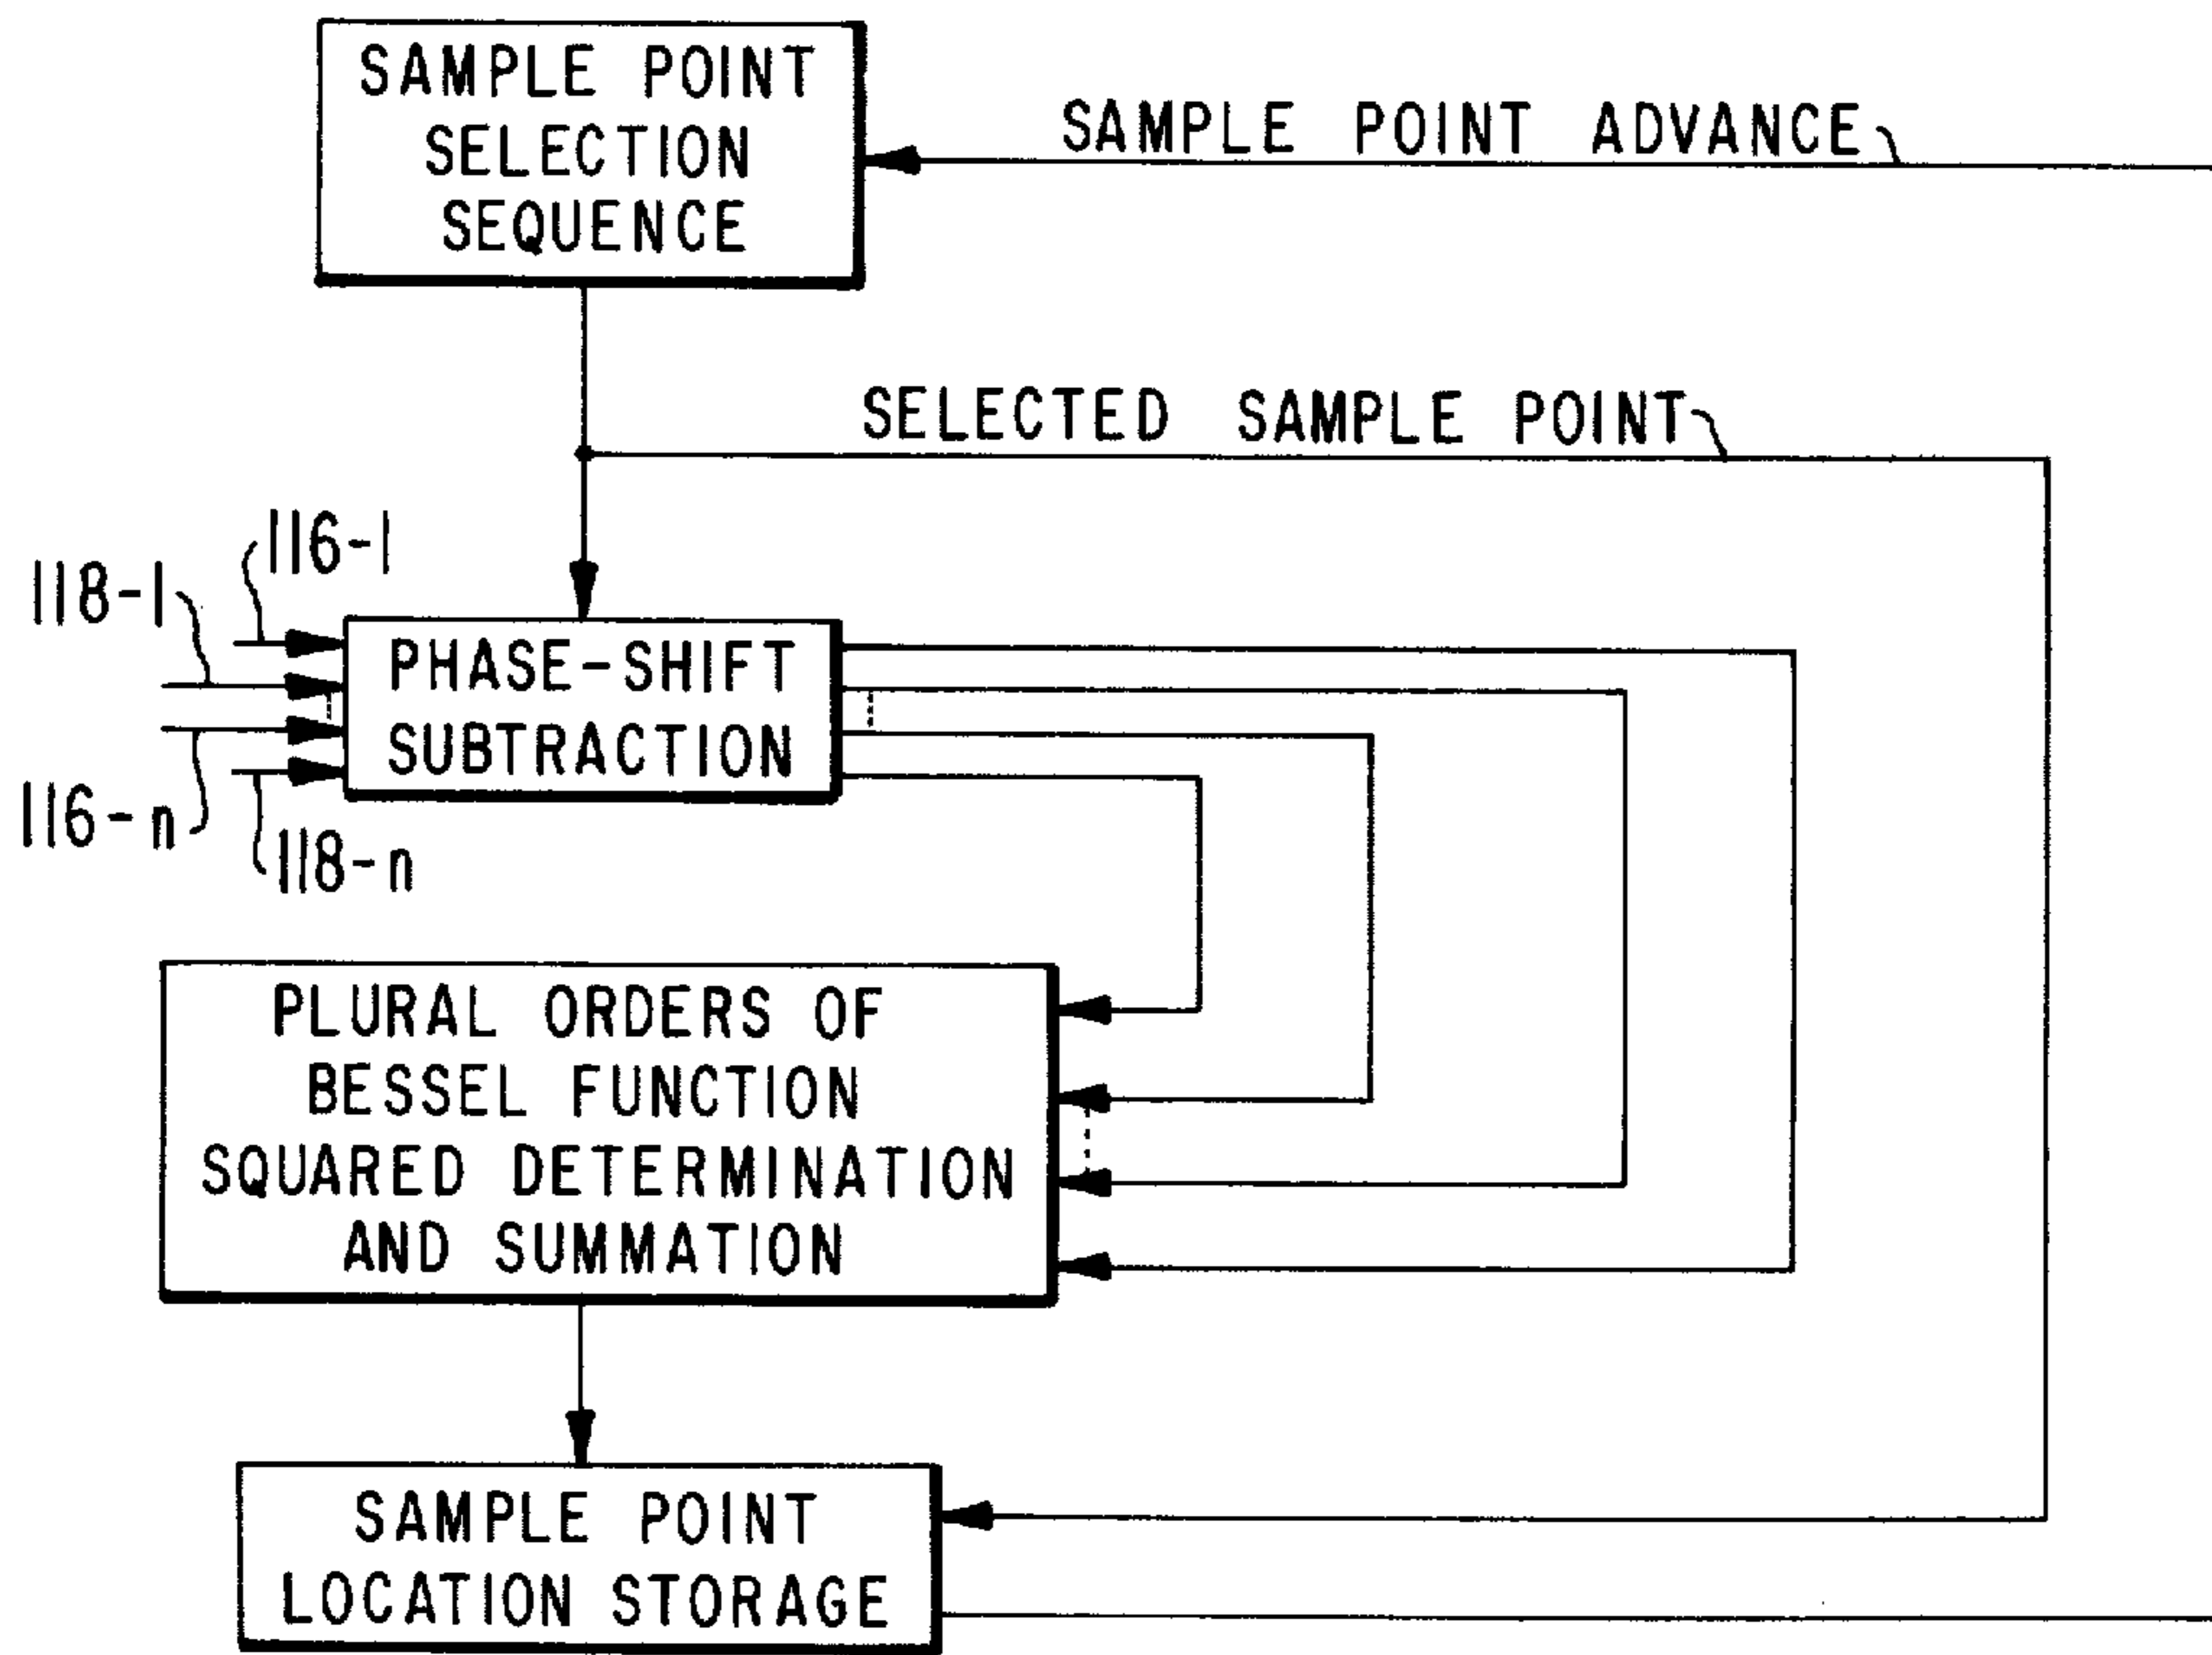 SAMPLE POINT
SELECTION
SEQUENCE
SAMPLE POINT ADVANCE
SELECTED SAMPLE POINT
116-1
118-1
PHASE-SHIFT
SUBTRACTION
116-n
118-n
PLURAL ORDERS OF
BESSEL FUNCTION
SQUARED DETERMINATION
AND SUMMATION
SAMPLE POINT
LOCATION STORAGE